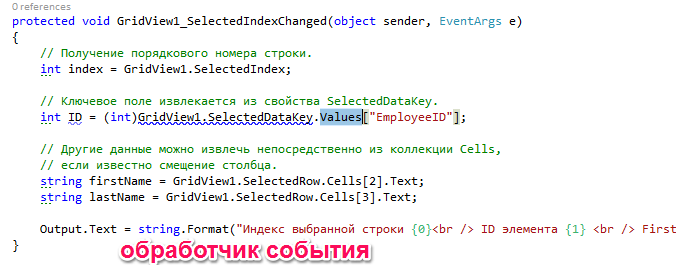 0 references
protected void GridView1_SelectedIndexChanged(object sender, EventArgs e)
{
// Получение порядкового номера строки.
int index = GridView1.SelectedIndex;
// Ключевое поле извлекается из свойства SelectedDataKey.
int ID = (int)GridView1.SelectedDataKey.Values["EmployeeID"];
// Другие данные можно извлечь непосредственно из коллекции Cells,
// если известно смещение столбца.
string firstName = GridView1.SelectedRow.Cells[2].Text;
string lastName = GridView1.SelectedRow.Cells[3].Text;
Output.Text = string.Format("Индекс выбранной строки {0}<br /> ID элемента {1} <br /> First
}
обработчик события